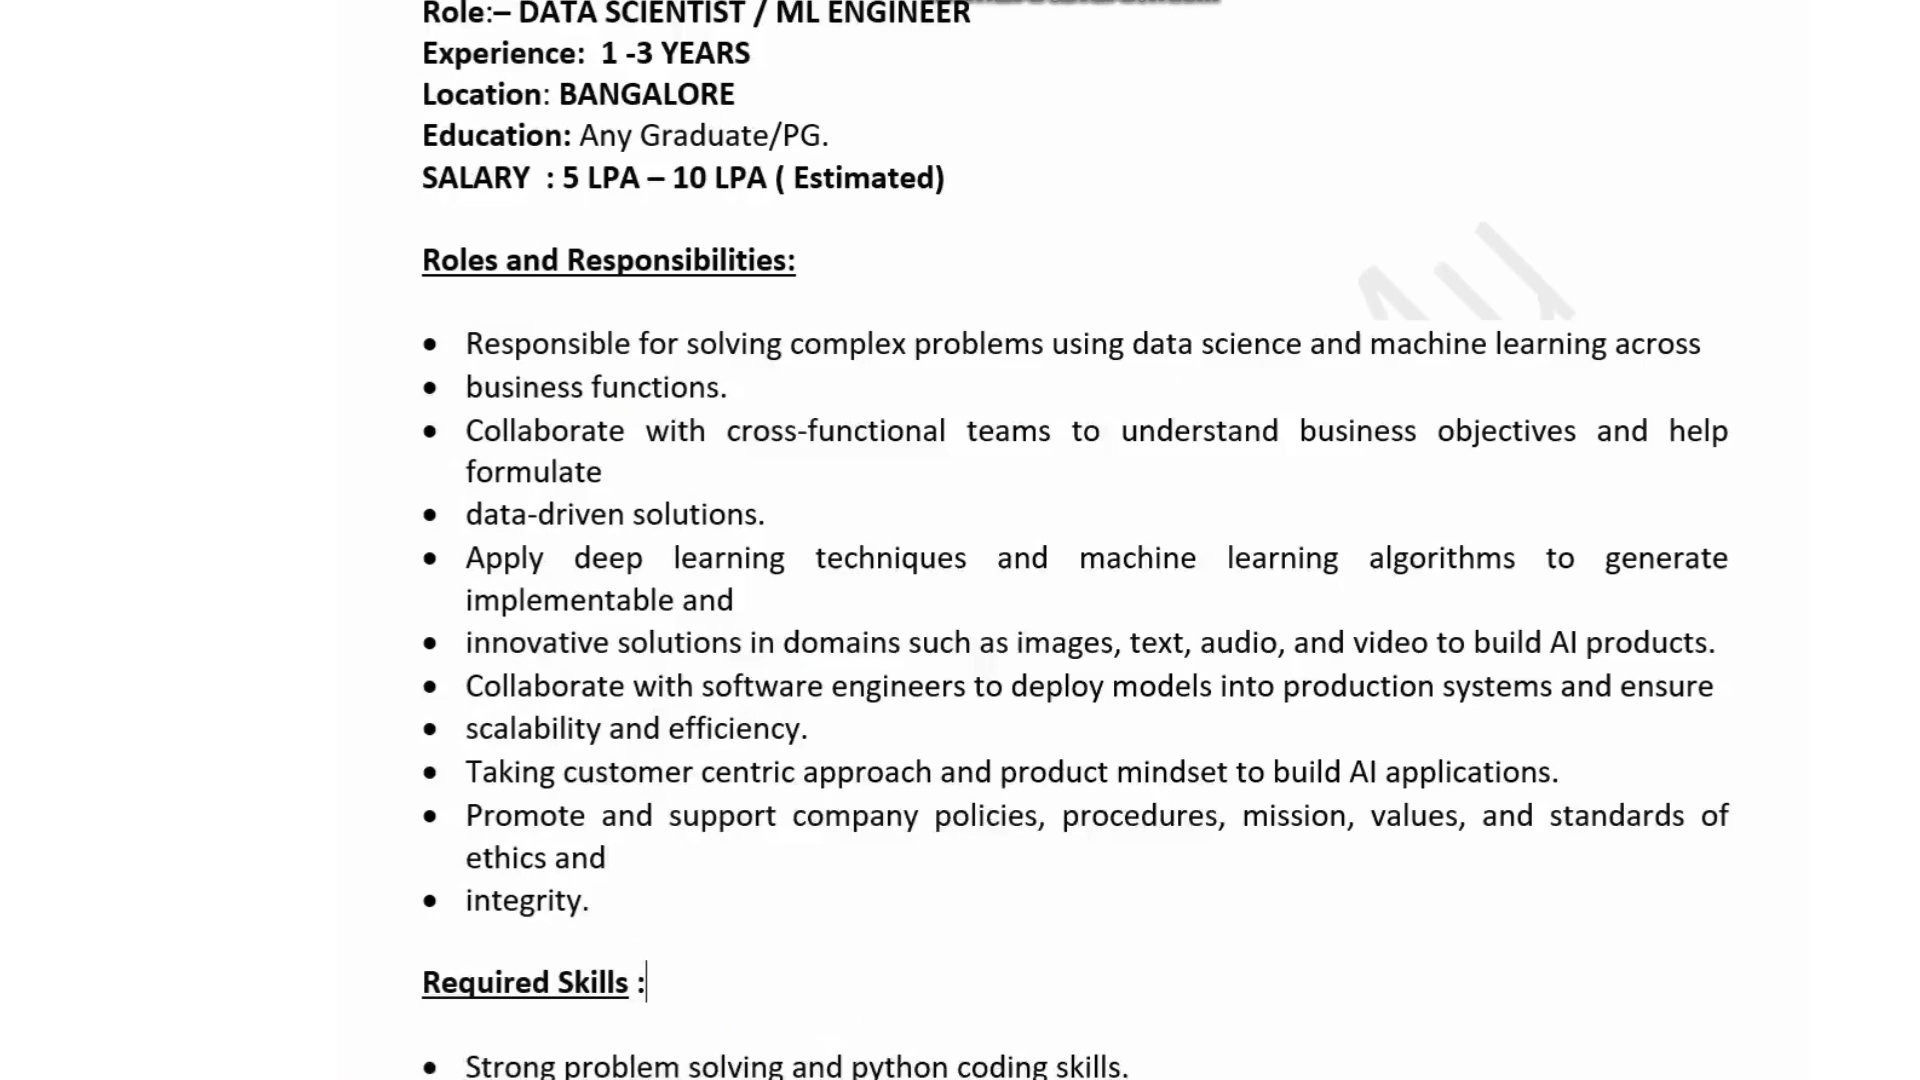 Role:– DATA SCIENTIST / ML ENGINEER
Experience:  1 -3 YEARS
Location: BANGALORE
Education: Any Graduate/PG.
SALARY  : 5 LPA – 10 LPA ( Estimated)
Roles and Responsibilities:
• Responsible for solving complex problems using data science and machine learning across
• business functions.
• Collaborate with cross-functional teams to understand business objectives and help
formulate
• data-driven solutions.
• Apply deep learning techniques and machine learning algorithms to generate
implementable and
• innovative solutions in domains such as images, text, audio, and video to build AI products.
• Collaborate with software engineers to deploy models into production systems and ensure
• scalability and efficiency.
• Taking customer centric approach and product mindset to build AI applications.
• Promote and support company policies, procedures, mission, values, and standards of
ethics and
• integrity.
Required Skills :
• Strong problem solving and python coding skills.